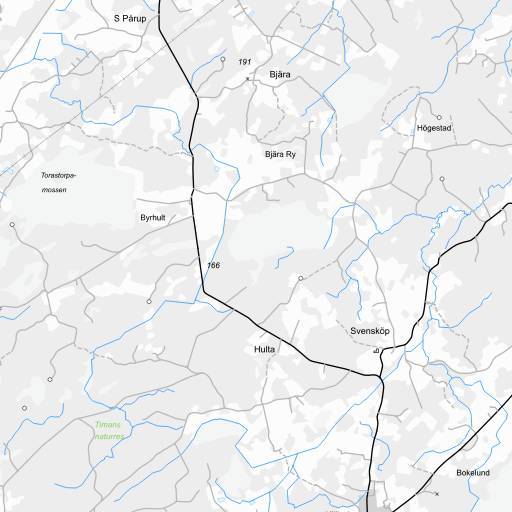 S Pårup
191
Bjära
Högestad
Bjära Ry
Torastorpa-
mossen
Byrhult
166
Svensköp
Hulta
Timans
naturres
Bokelund